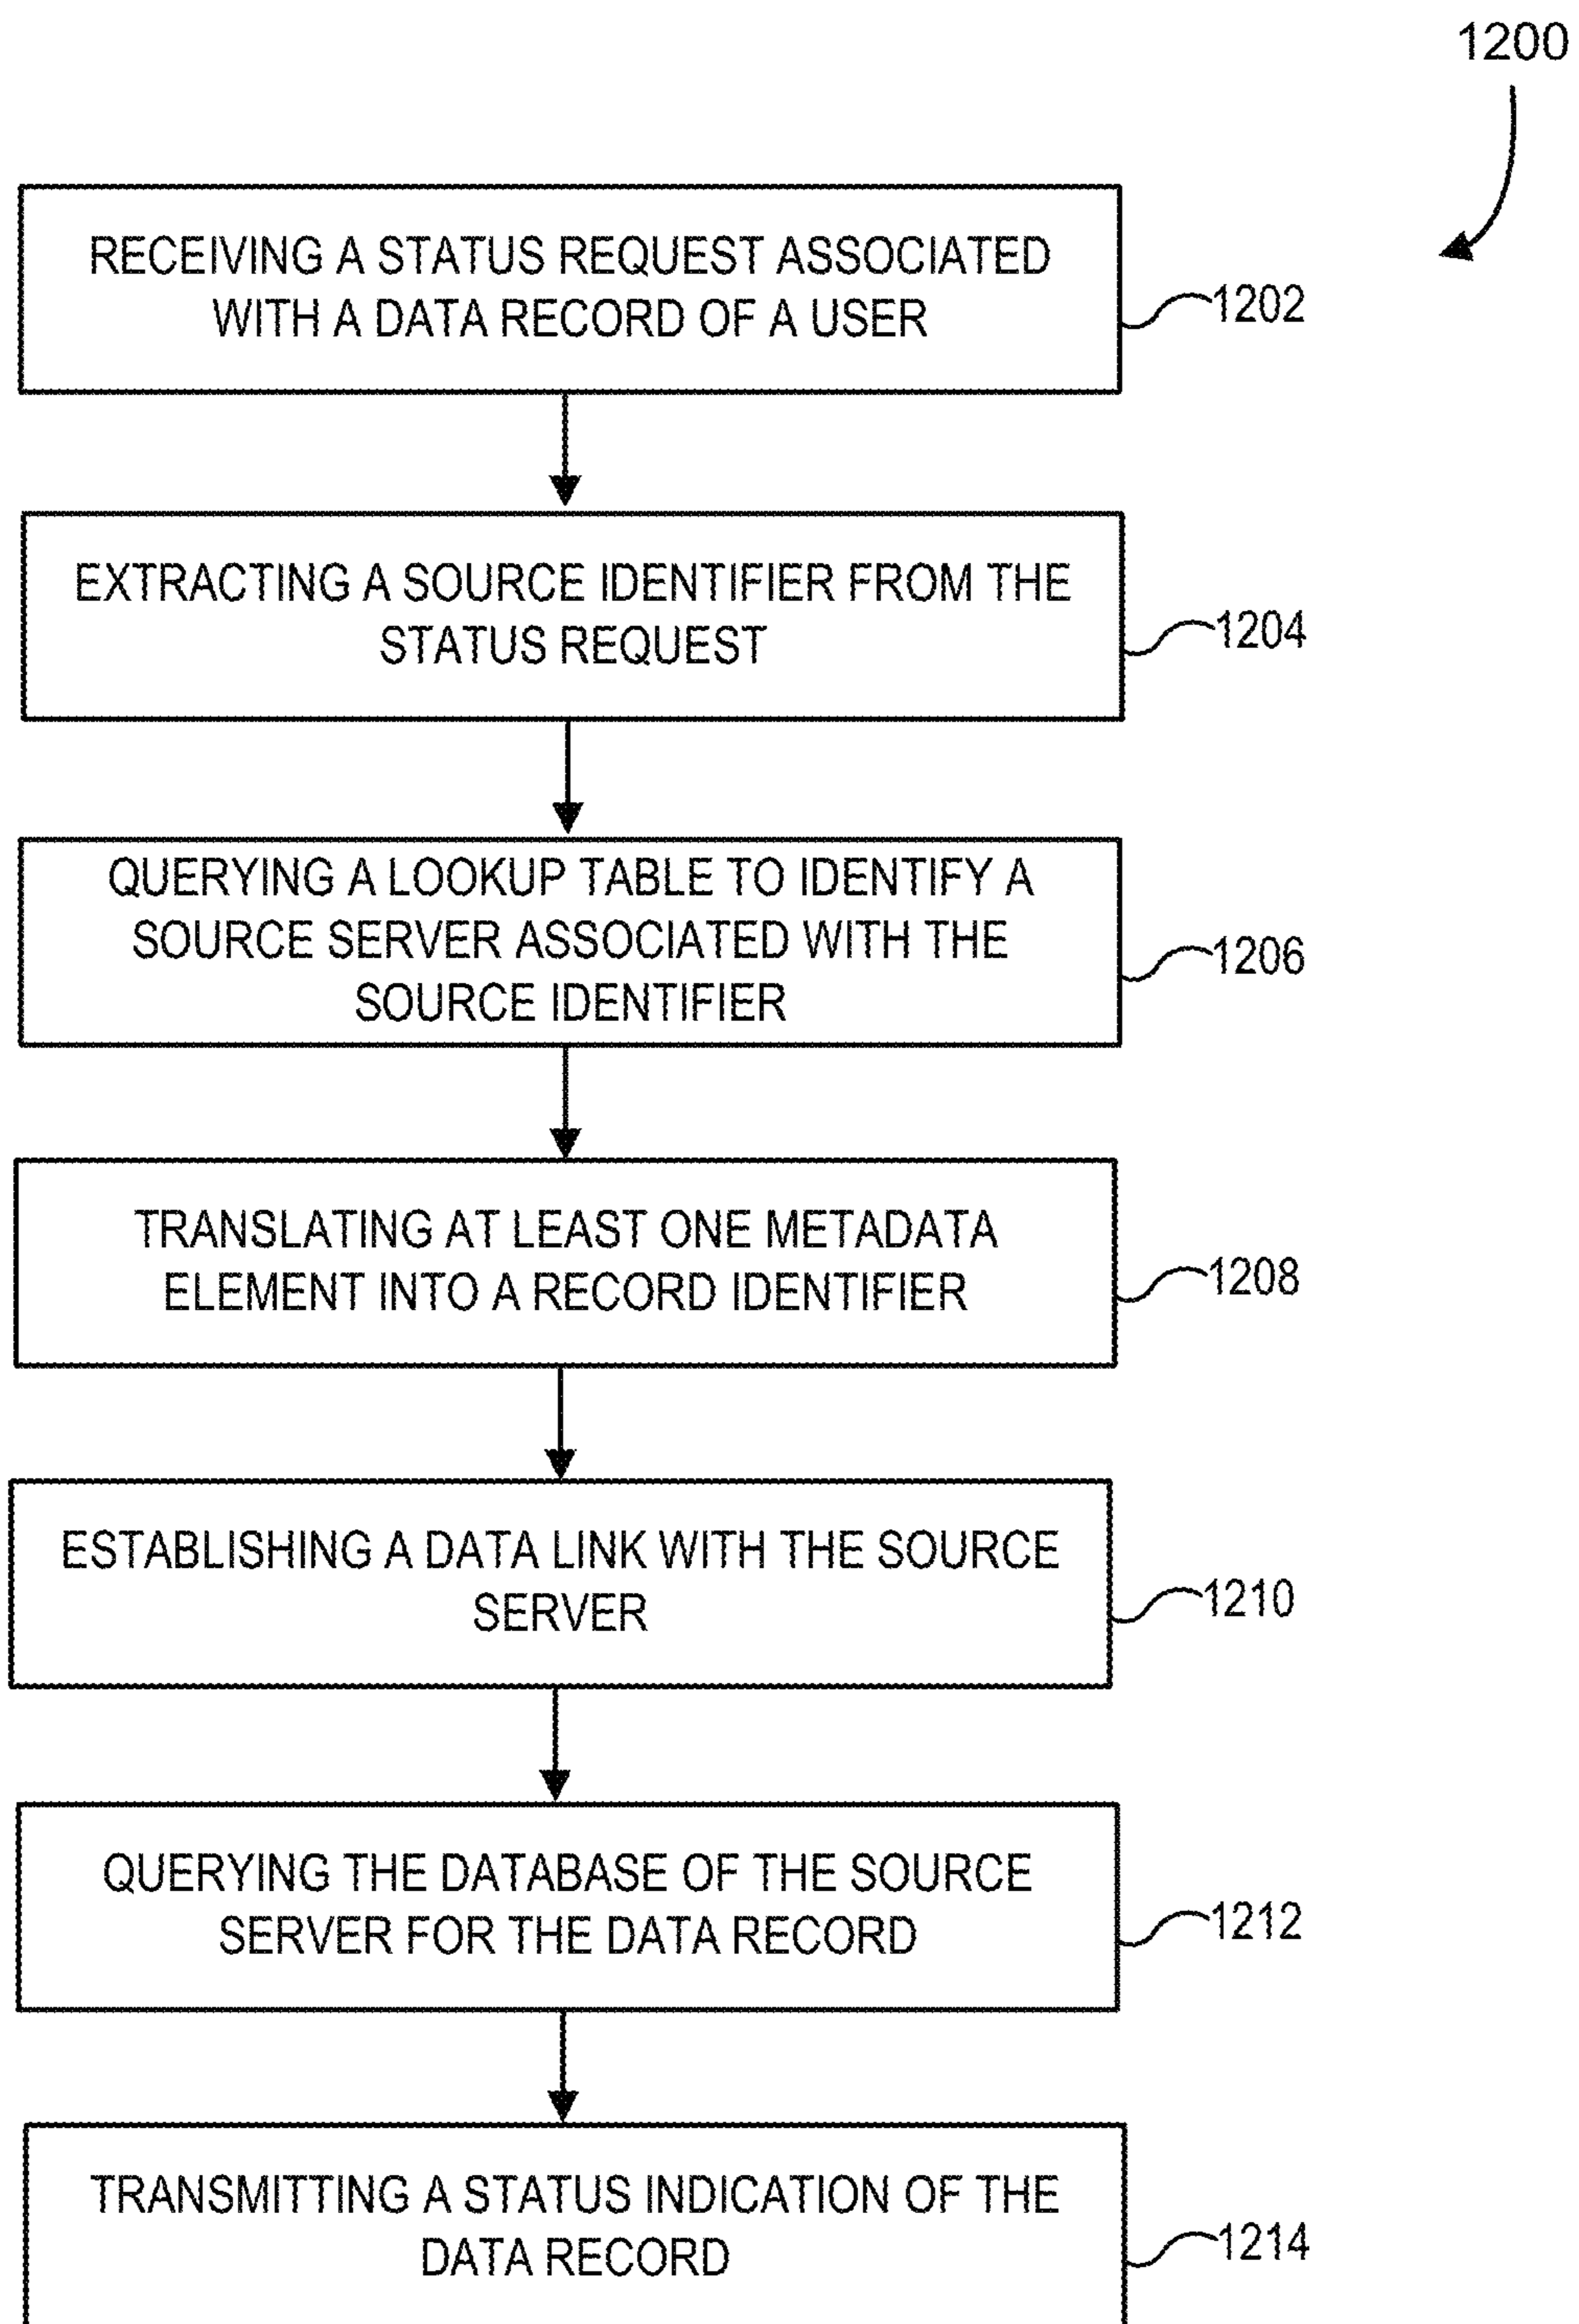 1200
RECEIVING A STATUS REQUEST ASSOCIATED
WITH A DATA RECORD OF A USER
1202
EXTRACTING A SOURCE IDENTIFIER FROM THE
STATUS REQUEST
1204
QUERYING A LOOKUP TABLE TO IDENTIFY A
SOURCE SERVER ASSOCIATED WITH THE
SOURCE IDENTIFIER
1206
TRANSLATING AT LEAST ONE METADATA
ELEMENT INTO A RECORD IDENTIFIER
1208
ESTABLISHING A DATA LINK WITH THE SOURCE
SERVER
1210
QUERYING THE DATABASE OF THE SOURCE
SERVER FOR THE DATA RECORD
1212
TRANSMITTING A STATUS INDICATION OF THE
DATA RECORD
1214